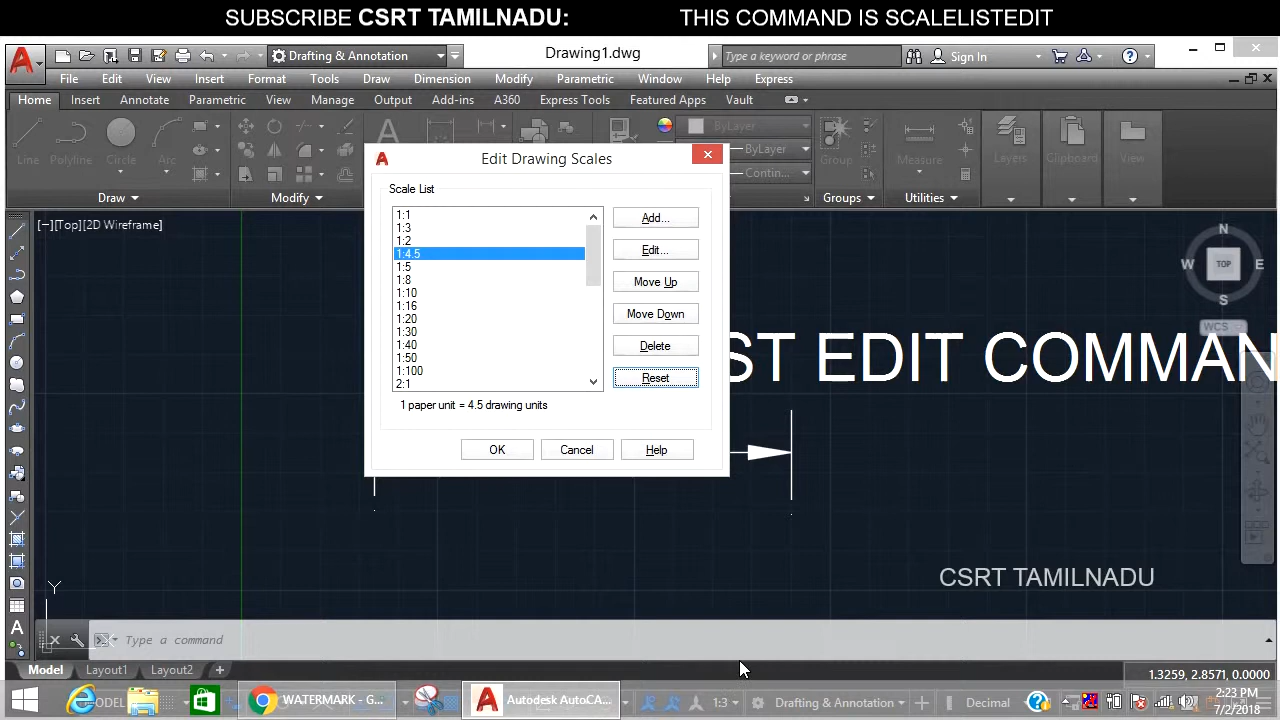 SUBSCRIBE CSRT TAMILNADU: THIS COMMAND IS SCALELISTEDIT
Drafting & Annotation Drawing1.dwg Type a keyword or phrase Sign In
File Edit View Insert Format Tools Draw Dimension Modify Parametric Window Help Express
Home Insert Annotate Parametric View Manage Output Add-ins A360 Express Tools Featured Apps Vault
ByLayer
Line Polyline Circle Arc ByLayer Group Measure Layers Clipboard View
Contin...
Draw Modify Groups Utilities
Edit Drawing Scales
Scale List
1:1
1:3
1:2
1:4.5
1:5
1:8
1:10
1:16
1:20
1:30
1:40
1:50
1:100
2:1
Add...
Edit...
Move Up
Move Down
Delete
Reset
1 paper unit = 4.5 drawing units
OK Cancel Help
[−][Top][2D Wireframe]
N
W TOP E
S
WCS
ST EDIT COMMAN
CSRT TAMILNADU
Y
Type a command
Model Layout1 Layout2 +
1.3259, 2.8571, 0.0000
ODEL WATERMARK - G... Autodesk AutoCA... 1:3 Drafting & Annotation Decimal 2:23 PM
7/2/2018